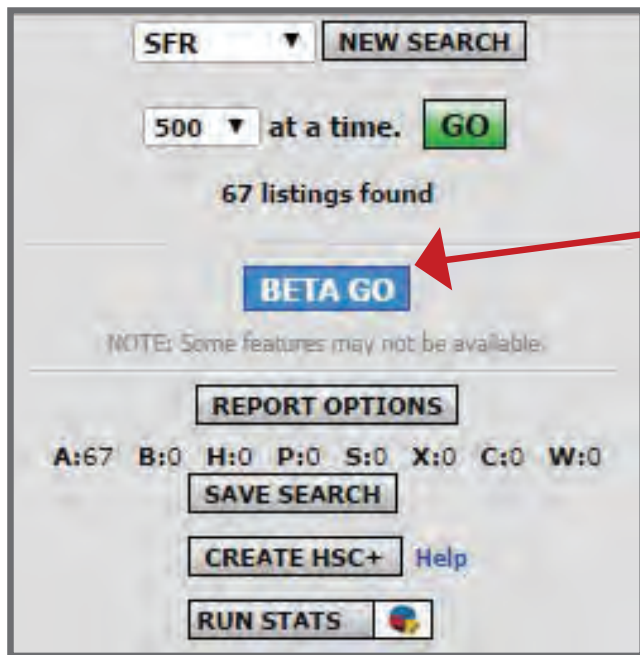 SFR ▼ NEW SEARCH
500 ▼ at a time. GO
67 listings found
BETA GO
NOTE: Some features may not be available.
REPORT OPTIONS
A:67 B:0 H:0 P:0 S:0 X:0 C:0 W:0
SAVE SEARCH
CREATE HSC+ Help
RUN STATS